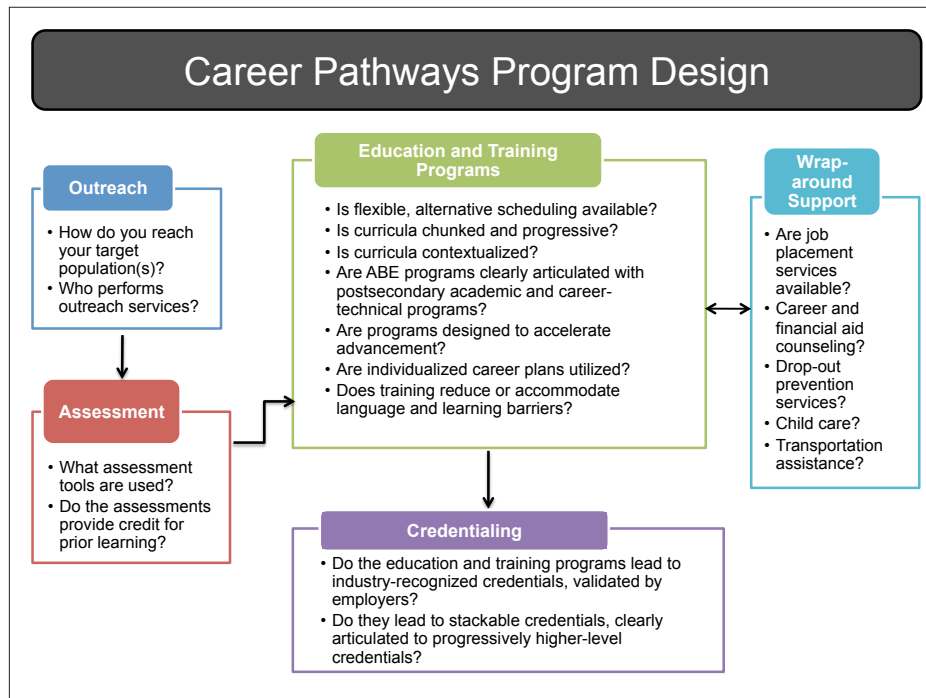 Career Pathways Program Design
Outreach
• How do you reach
your target
population(s)?
• Who performs
outreach services?
Assessment
• What assessment
tools are used?
• Do the assessments
provide credit for
prior learning?
Education and Training
Programs
• Is flexible, alternative scheduling available?
• Is curricula chunked and progressive?
• Is curricula contextualized?
• Are ABE programs clearly articulated with
postsecondary academic and career-
technical programs?
• Are programs designed to accelerate
advancement?
• Are individualized career plans utilized?
• Does training reduce or accommodate
language and learning barriers?
Wrap-
around
Support
• Are job
placement
services
available?
• Career and
financial aid
counseling?
• Drop-out
prevention
services?
• Child care?
• Transportation
assistance?
Credentialing
• Do the education and training programs lead to
industry-recognized credentials, validated by
employers?
• Do they lead to stackable credentials, clearly
articulated to progressively higher-level
credentials?